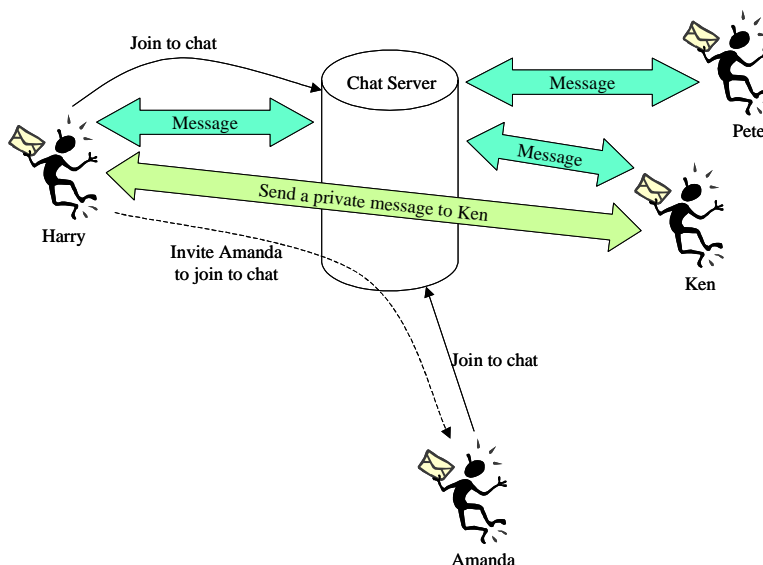 Join to chat
Chat Server
Message
Pete
Message
Message
Send a private message to Ken
Harry
Invite Amanda
to join to chat
Ken
Join to chat
Amanda